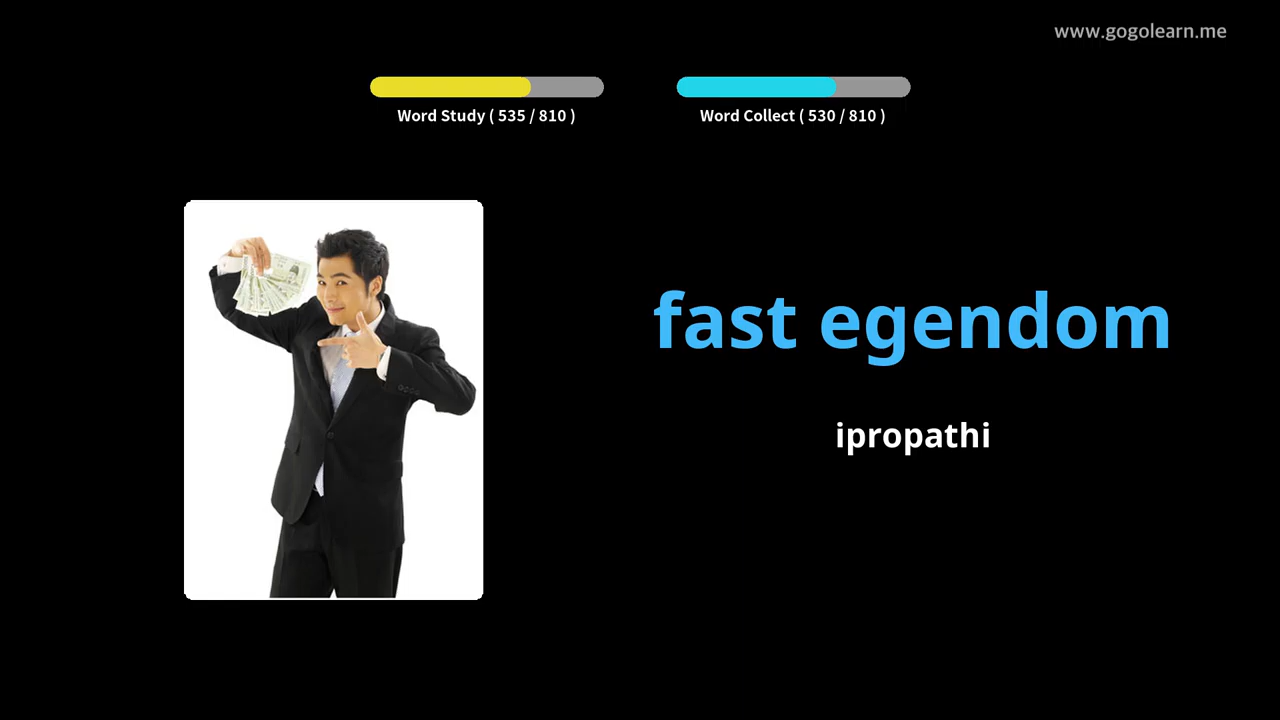 www.gogolearn.me
Word Study ( 535 / 810 )
Word Collect ( 530 / 810 )
fast egendom
ipropathi